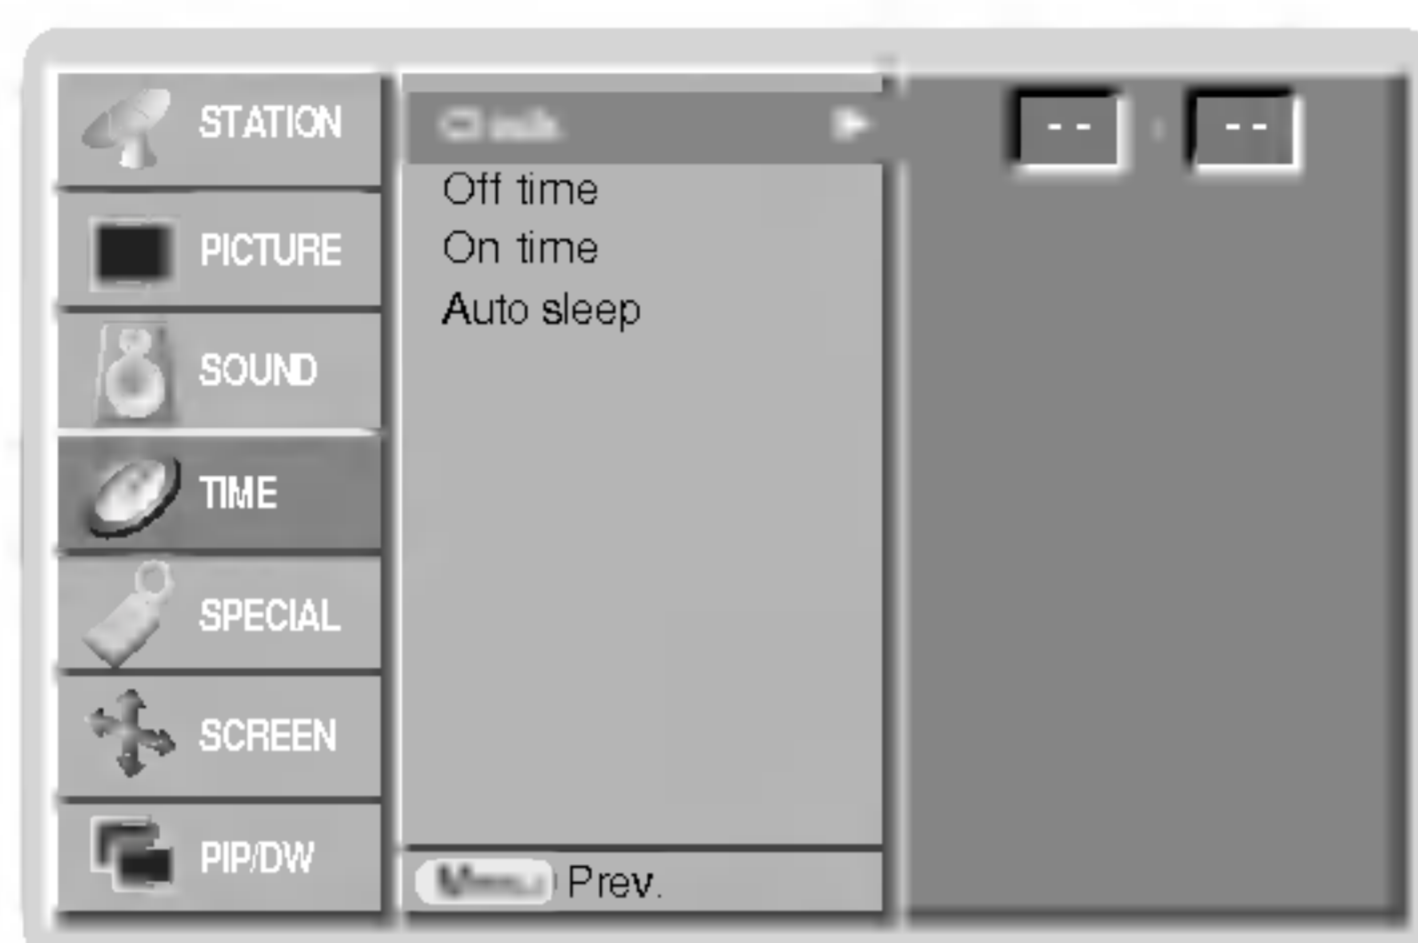 STATION
PICTURE
SOUND
TIME
SPECIAL
SCREEN
PIP/DW
Off time
On time
Auto sleep
Prev.
-- : --